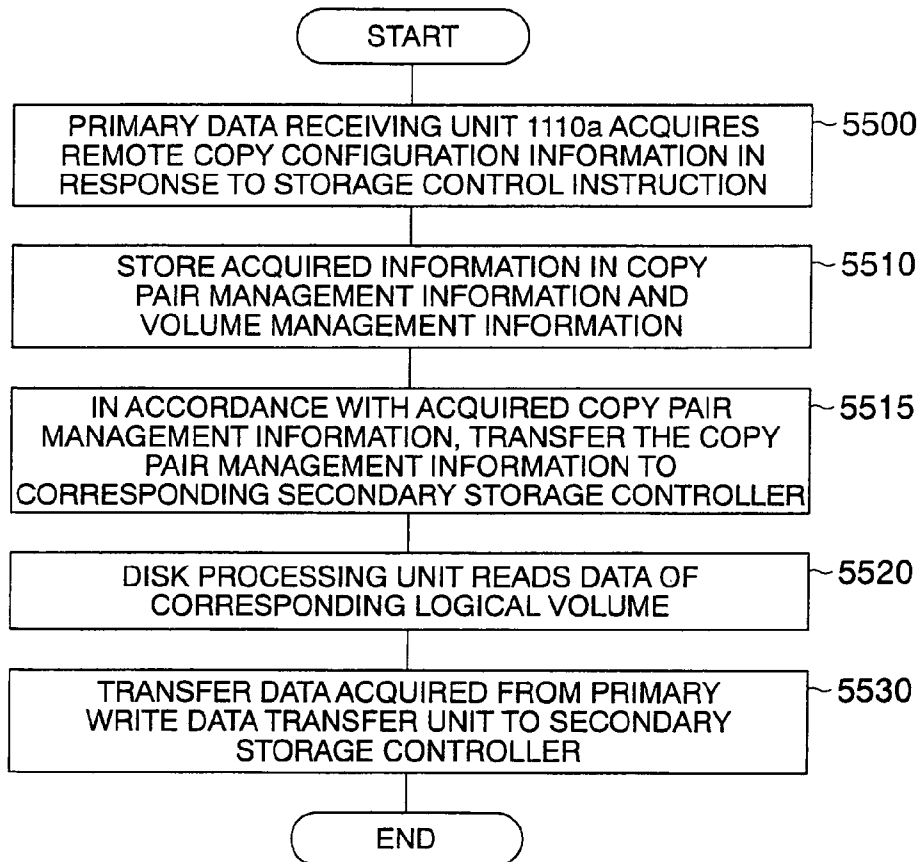 START
PRIMARY DATA RECEIVING UNIT 1110a ACQUIRES
REMOTE COPY CONFIGURATION INFORMATION IN
RESPONSE TO STORAGE CONTROL INSTRUCTION
5500
STORE ACQUIRED INFORMATION IN COPY
PAIR MANAGEMENT INFORMATION AND
VOLUME MANAGEMENT INFORMATION
5510
IN ACCORDANCE WITH ACQUIRED COPY PAIR
MANAGEMENT INFORMATION, TRANSFER THE COPY
PAIR MANAGEMENT INFORMATION TO
CORRESPONDING SECONDARY STORAGE CONTROLLER
5515
DISK PROCESSING UNIT READS DATA OF
CORRESPONDING LOGICAL VOLUME
5520
TRANSFER DATA ACQUIRED FROM PRIMARY
WRITE DATA TRANSFER UNIT TO SECONDARY
STORAGE CONTROLLER
5530
END